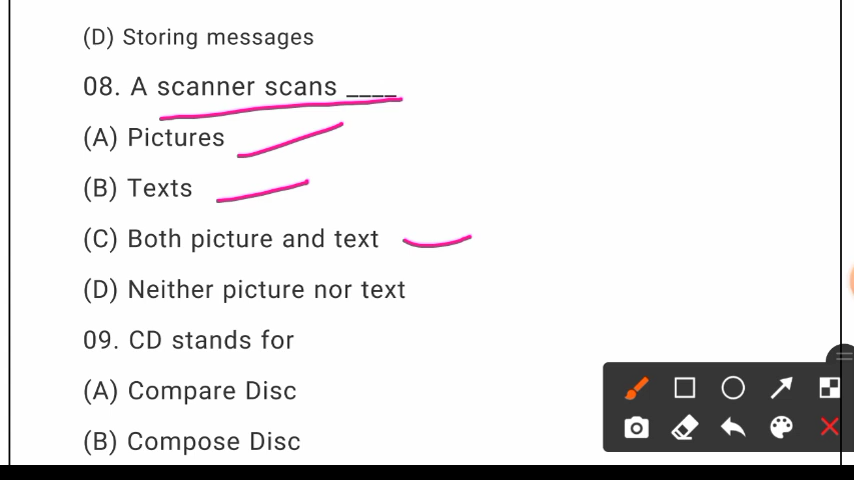 (D) Storing messages
08. A scanner scans ____
(A) Pictures
(B) Texts
(C) Both picture and text
(D) Neither picture nor text
09. CD stands for
(A) Compare Disc
(B) Compose Disc